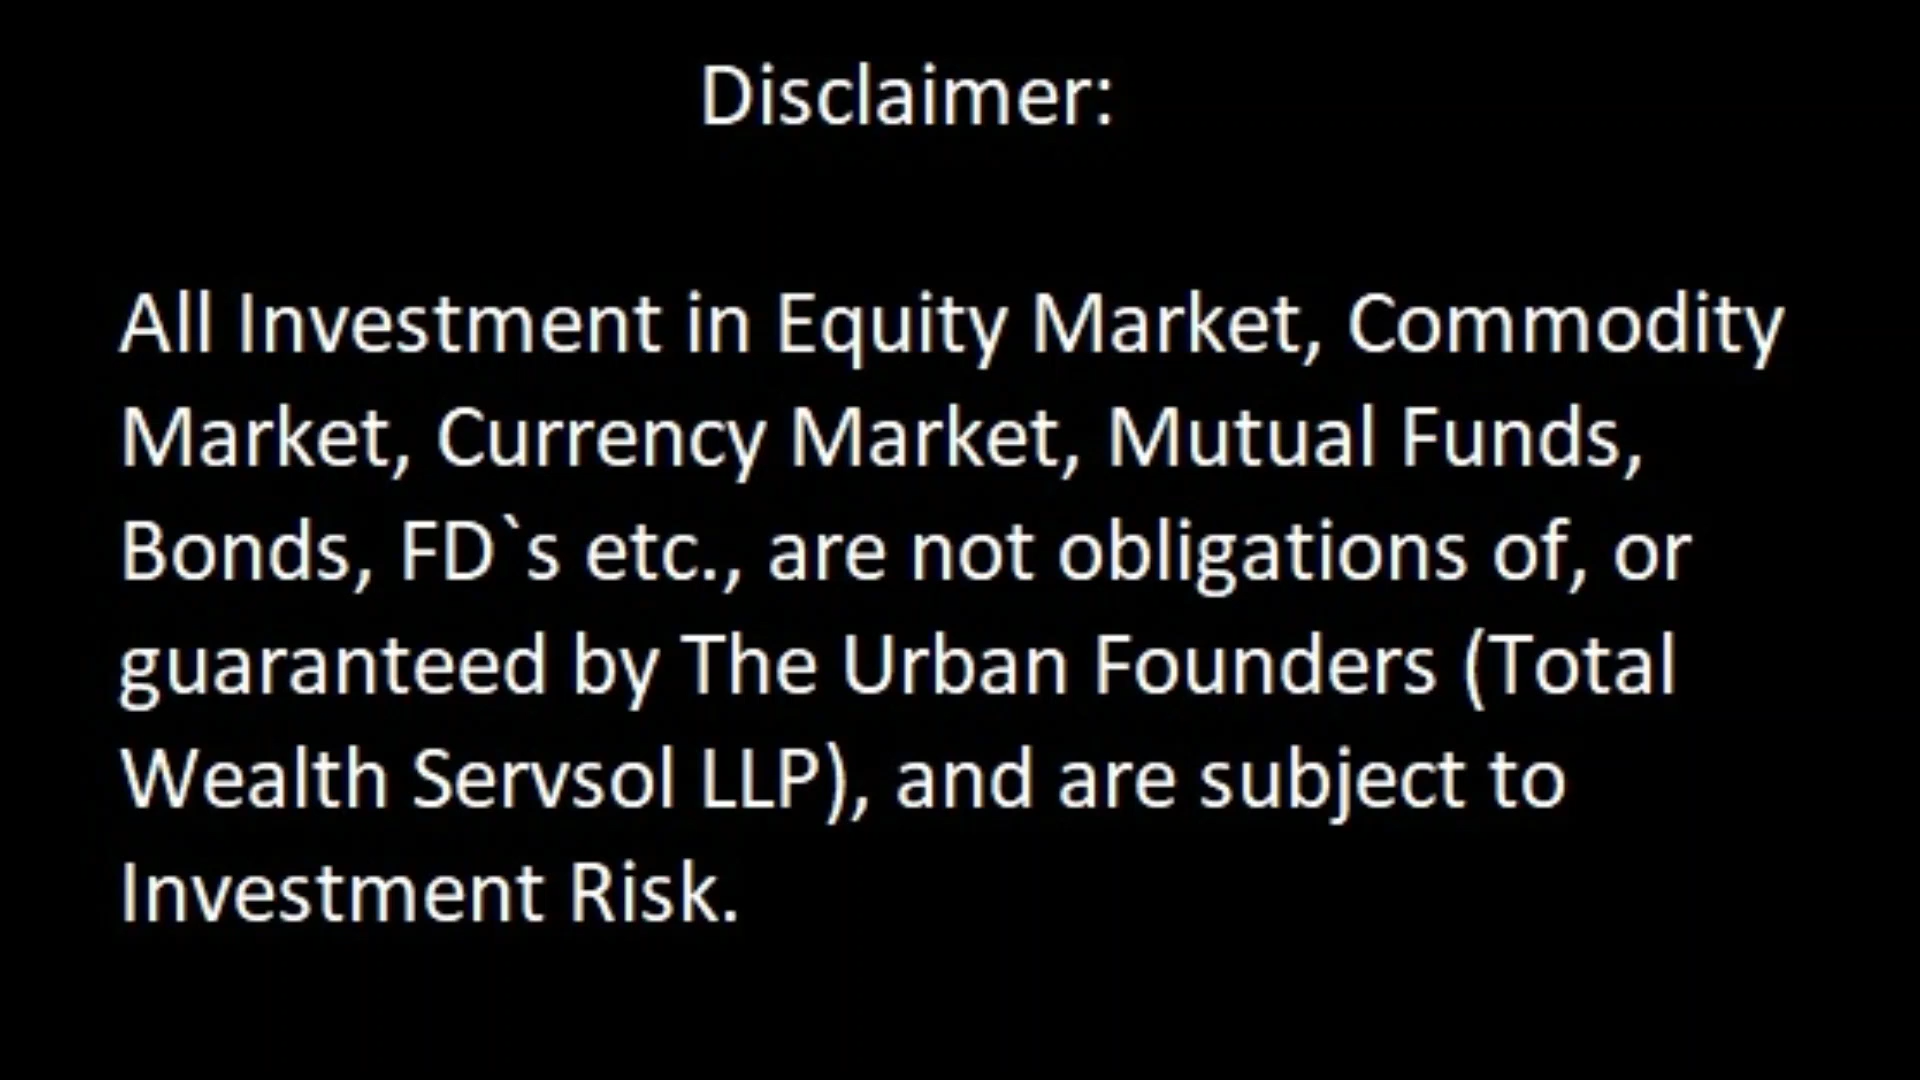 Disclaimer:
All Investment in Equity Market, Commodity
Market, Currency Market, Mutual Funds,
Bonds, FD`s etc., are not obligations of, or
guaranteed by The Urban Founders (Total
Wealth Servsol LLP), and are subject to
Investment Risk.